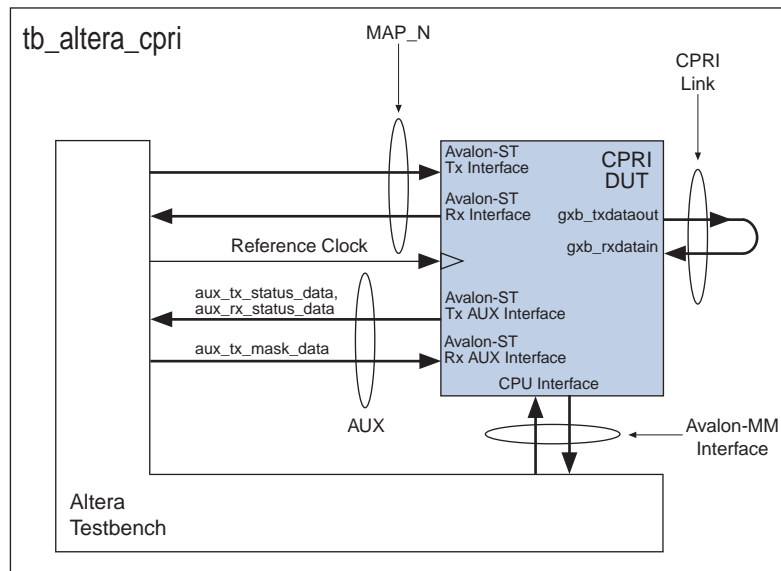 tb_altera_cpri
MAP_N
CPRI
Link
Avalon-ST
Tx Interface
CPRI
DUT
Avalon-ST
Rx Interface
gxb_txdataout
gxb_rxdatain
Reference Clock
aux_tx_status_data,
aux_rx_status_data
Avalon-ST
Tx AUX Interface
aux_tx_mask_data
Avalon-ST
Rx AUX Interface
CPU Interface
AUX
Avalon-MM
Interface
Altera
Testbench